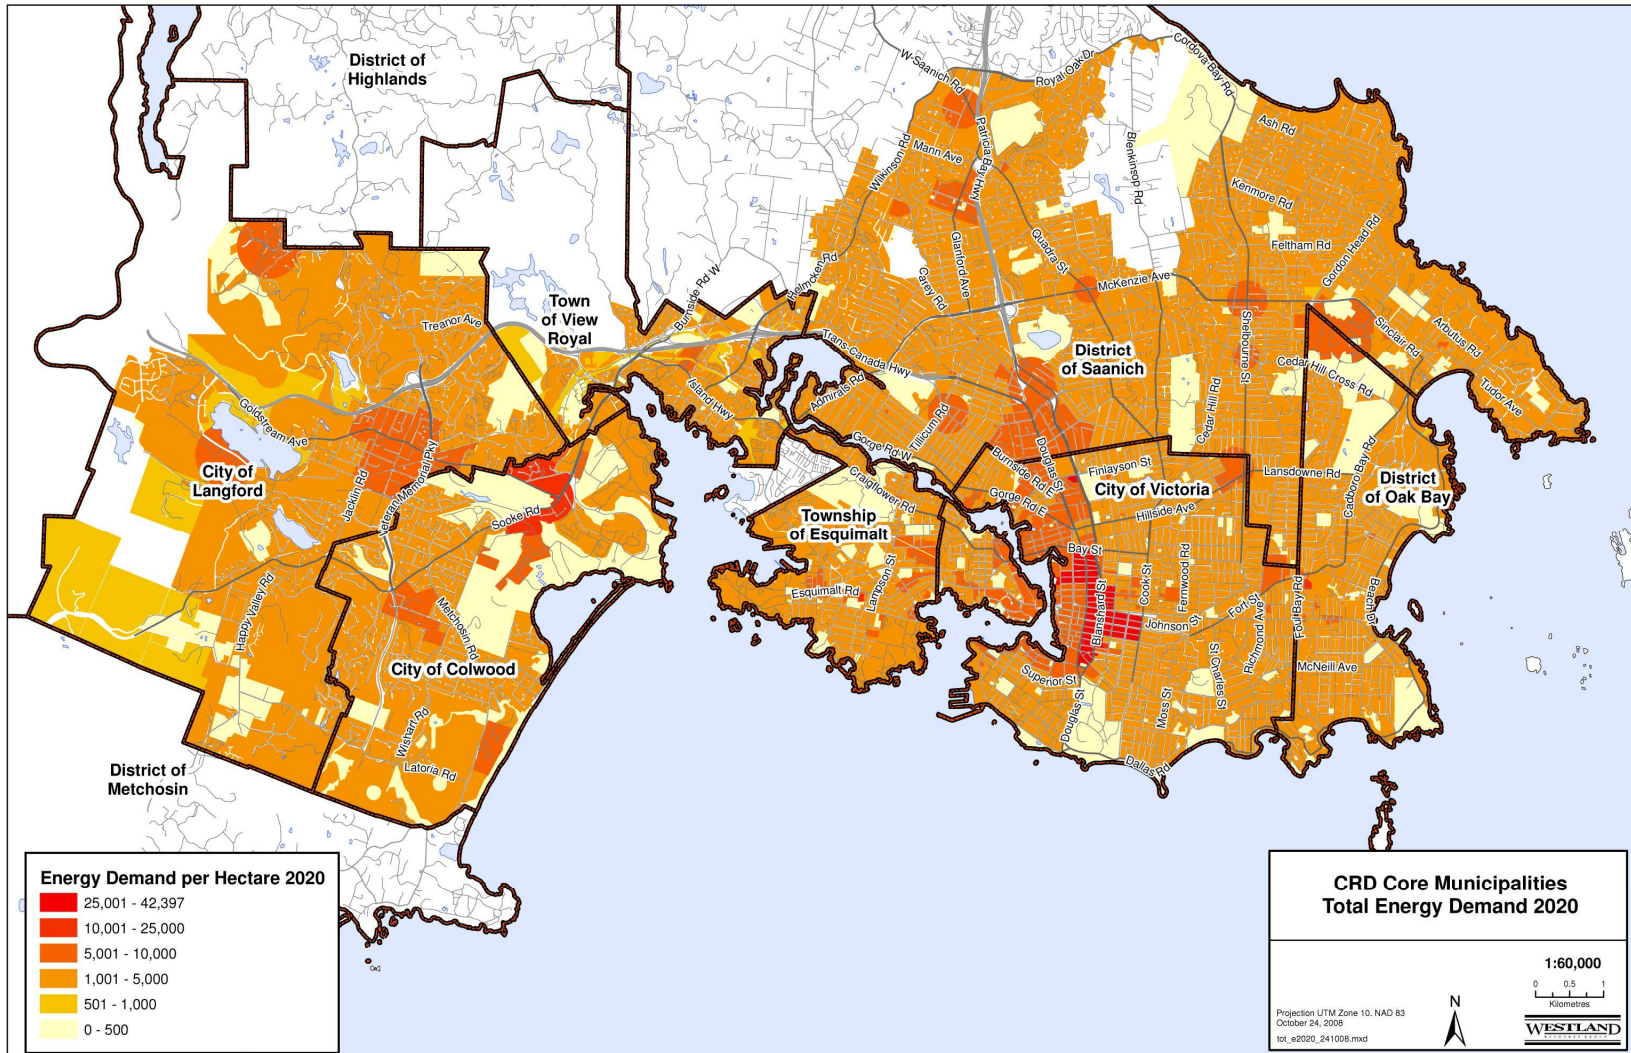 District of
Highlands
W Saanich Rd
Royal Oak Dr
Cordova Bay Rd
Ash Rd
Patricia Bay Hwy
Wilkinson Rd
Mann Ave
Blenkinsop Rd
Kenmore Rd
Feltham Rd
Gordon Head Rd
Quadra St
Glanford Ave
Carey Rd
McKenzie Ave
Helmcken Rd
Burnside Rd W
Town
of View
Royal
Treanor Ave
Trans-Canada Hwy
Shelbourne St
Sinclair Rd
Arbutus Rd
District
of Saanich
Cedar Hill Cross Rd
Tudor Ave
Island Hwy
Admirals Rd
Tillicum Rd
Cedar Hill Rd
Goldstream Ave
Gorge Rd W
Burnside Rd E
Douglas St
Finlayson St
Lansdowne Rd
Cadboro Bay Rd
District
of Oak Bay
City of
Langford
Jacklin Rd
Veteran Memorial Pky
Sooke Rd
Craigflower Rd
Gorge Rd E
City of Victoria
Hillside Ave
Township
of Esquimalt
Bay St
Happy Valley Rd
Metchosin Rd
Esquimalt Rd
Lampson St
Blanshard St
Cook St
Fernwood Rd
Fort St
Johnson St
Richmond Ave
Foul Bay Rd
Beach Dr
City of Colwood
Superior St
Douglas St
Moss St
St Charles St
McNeill Ave
Wishart Rd
Latoria Rd
Dallas Rd
District of
Metchosin
Energy Demand per Hectare 2020
25,001 - 42,397
10,001 - 25,000
5,001 - 10,000
1,001 - 5,000
501 - 1,000
0 - 500
CRD Core Municipalities
Total Energy Demand 2020
1:60,000
0 0.5 1
Kilometres
Projection UTM Zone 10. NAD 83
October 24, 2008
tot_e2020_241008.mxd
N
WESTLAND
RESOURCE GROUP